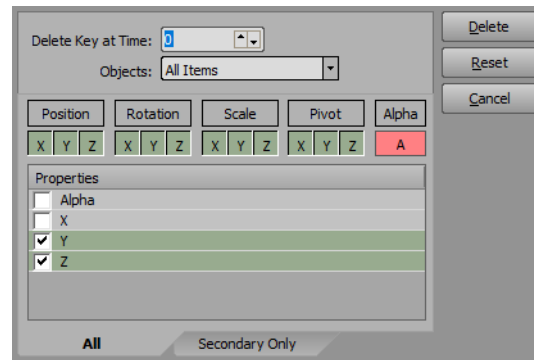 Delete Key at Time: 0
Objects: All Items
Delete
Reset
Cancel
Position Rotation Scale Pivot Alpha
X Y Z X Y Z X Y Z X Y Z A
Properties
Alpha
X
Y
Z
All Secondary Only